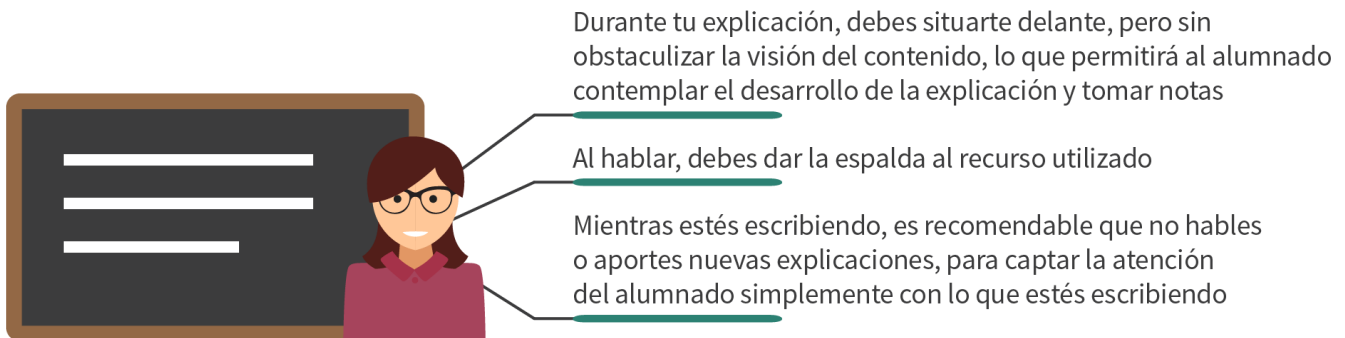 Durante tu explicación, debes situarte delante, pero sin
obstaculizar la visión del contenido, lo que permitirá al alumnado
contemplar el desarrollo de la explicación y tomar notas
Al hablar, debes dar la espalda al recurso utilizado
Mientras estés escribiendo, es recomendable que no hables
o aportes nuevas explicaciones, para captar la atención
del alumnado simplemente con lo que estés escribiendo